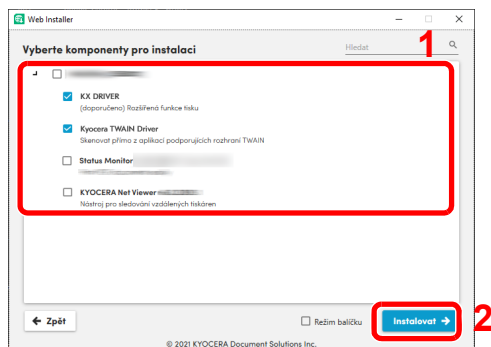 Web Installer
Vyberte komponenty pro instalaci
Hledat
1
KX DRIVER
(doporučeno) Rozšířená funkce tisku
Kyocera TWAIN Driver
Skenovat přímo z aplikací podporujících rozhraní TWAIN
Status Monitor
KYOCERA Net Viewer
Nástroj pro sledování vzdálených tiskáren
← Zpět
Režim balíčku
Instalovat →
2
© 2021 KYOCERA Document Solutions Inc.